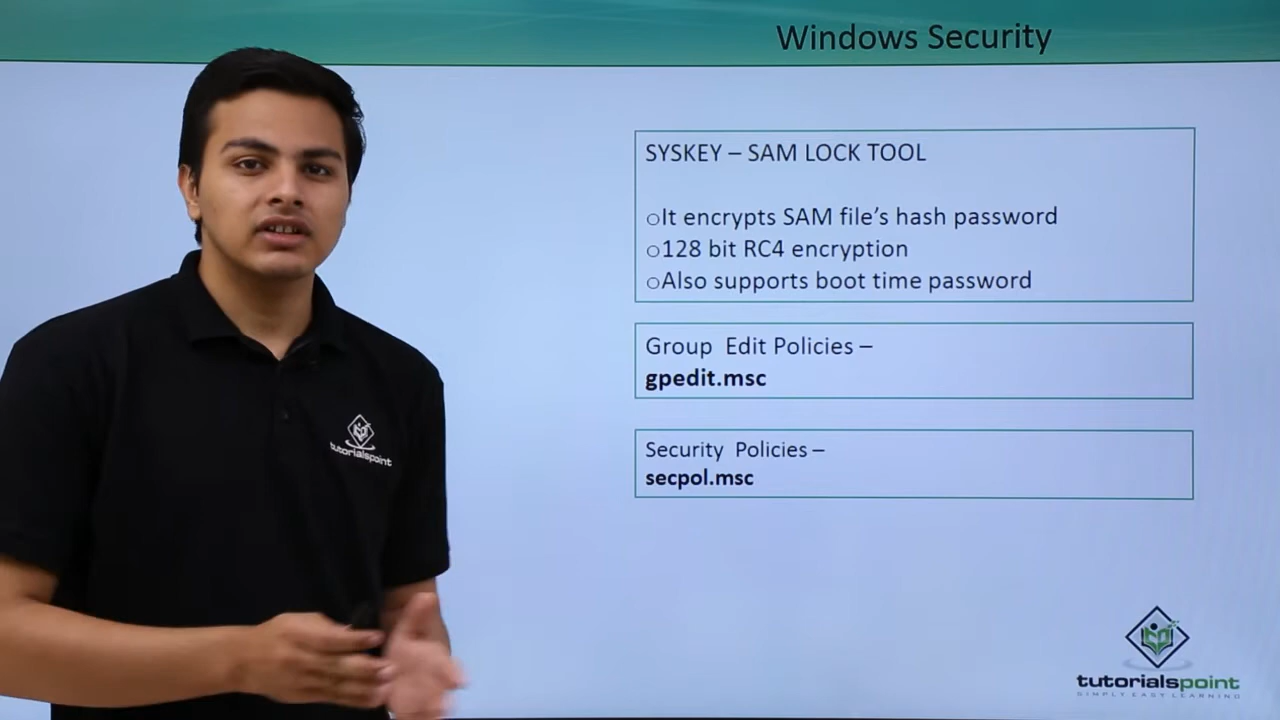 Windows Security
SYSKEY – SAM LOCK TOOL
○It encrypts SAM file's hash password
○128 bit RC4 encryption
○Also supports boot time password
Group  Edit Policies –
gpedit.msc
Security  Policies –
secpol.msc
tutorialspoint
tutorialspoint
SIMPLY EASY LEARNING